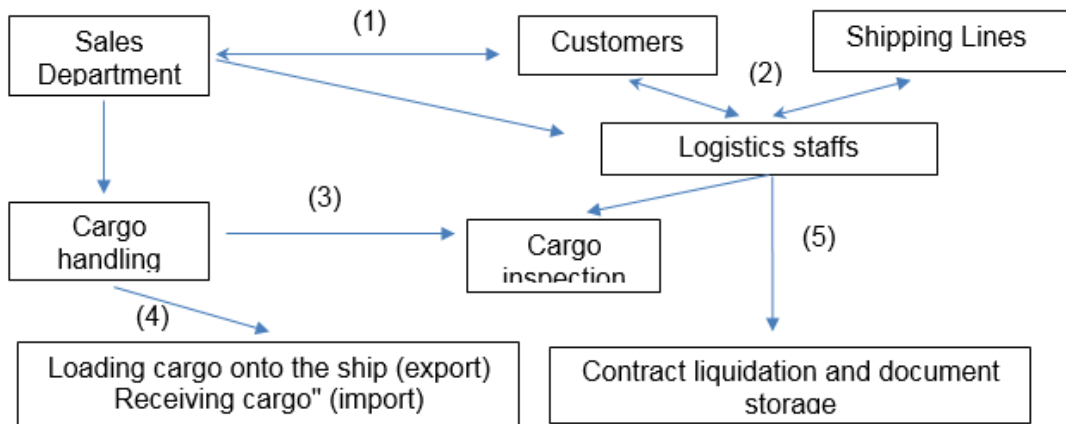 (1)
Sales
Department
Customers
Shipping Lines
(2)
Logistics staffs
Cargo
handling
(3)
Cargo
inspection
(5)
(4)
Loading cargo onto the ship (export)
Receiving cargo" (import)
Contract liquidation and document
storage